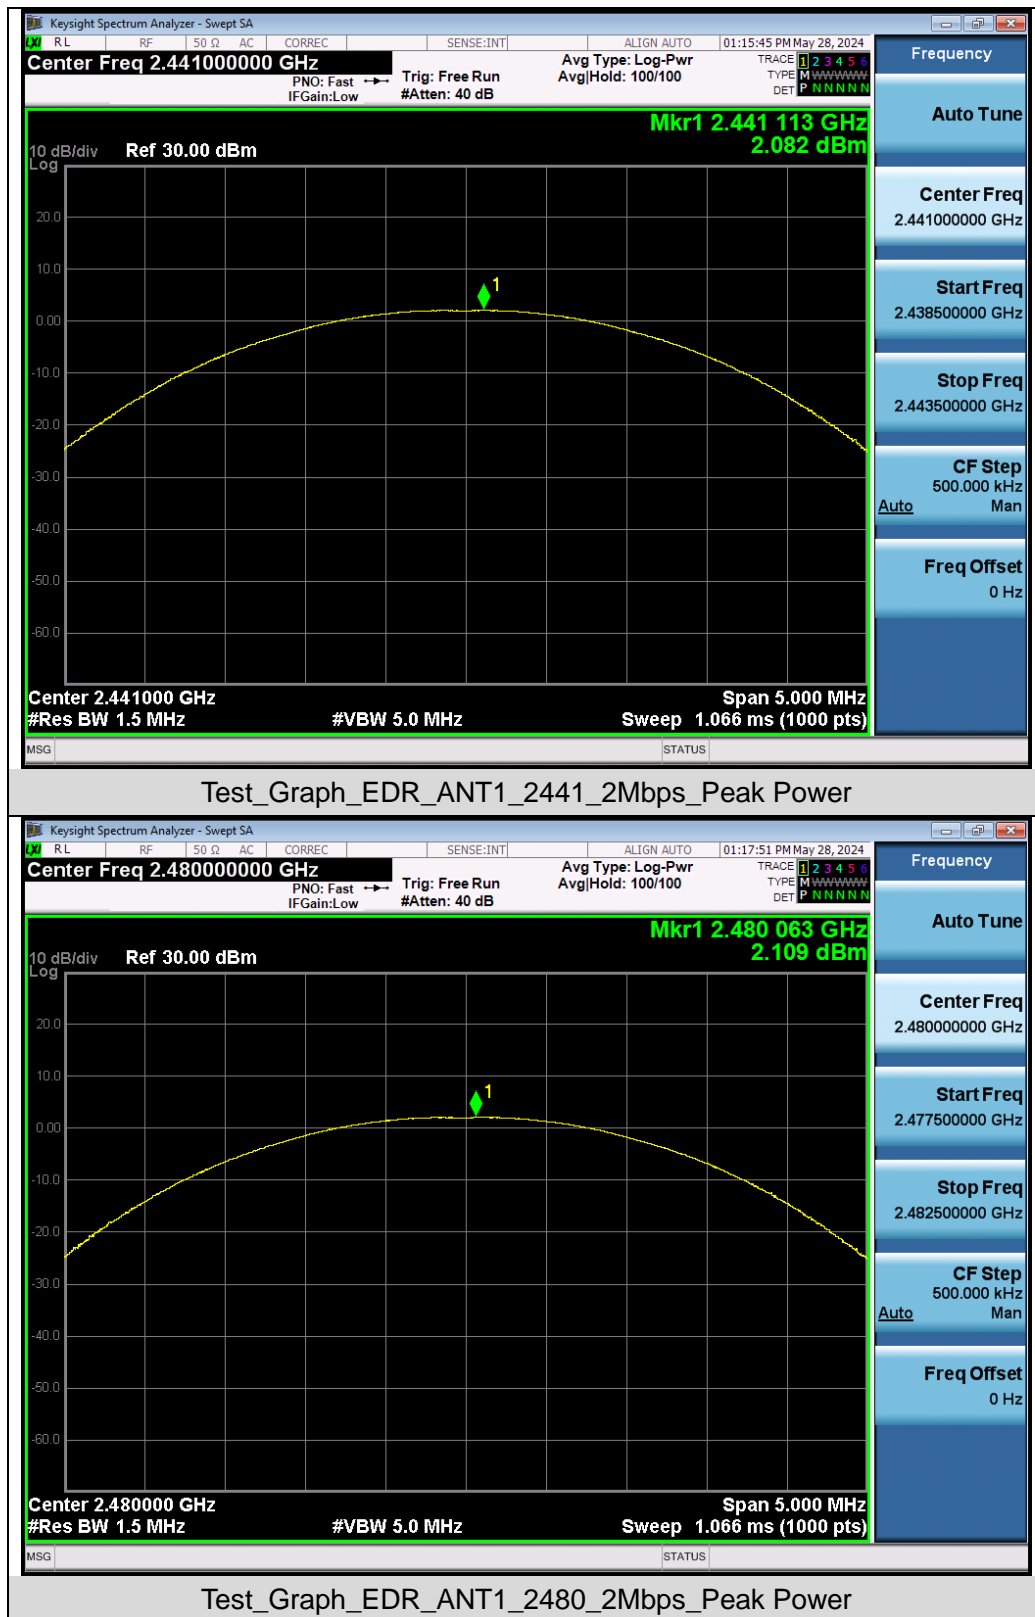 Keysight Spectrum Analyzer - Swept SA
LXI RL RF 50 Ω AC CORREC SENSE:INT ALIGN AUTO 01:15:45 PM May 28, 2024
Center Freq 2.441000000 GHz
PNO: Fast
IFGain:Low
Trig: Free Run
#Atten: 40 dB
Avg Type: Log-Pwr
Avg|Hold: 100/100
TRACE 1 2 3 4 5 6
TYPE M WWWWW
DET P N N N N N
Mkr1 2.441 113 GHz
2.082 dBm
10 dB/div Ref 30.00 dBm
Log
20.0
10.0
1
0.00
-10.0
-20.0
-30.0
-40.0
-50.0
-60.0
Center 2.441000 GHz Span 5.000 MHz
#Res BW 1.5 MHz #VBW 5.0 MHz Sweep 1.066 ms (1000 pts)
MSG STATUS
Frequency
Auto Tune
Center Freq
2.441000000 GHz
Start Freq
2.438500000 GHz
Stop Freq
2.443500000 GHz
CF Step
500.000 kHz
Auto Man
Freq Offset
0 Hz
Test_Graph_EDR_ANT1_2441_2Mbps_Peak Power
Keysight Spectrum Analyzer - Swept SA
LXI RL RF 50 Ω AC CORREC SENSE:INT ALIGN AUTO 01:17:51 PM May 28, 2024
Center Freq 2.480000000 GHz
PNO: Fast
IFGain:Low
Trig: Free Run
#Atten: 40 dB
Avg Type: Log-Pwr
Avg|Hold: 100/100
TRACE 1 2 3 4 5 6
TYPE M WWWWW
DET P N N N N N
Mkr1 2.480 063 GHz
2.109 dBm
10 dB/div Ref 30.00 dBm
Log
20.0
10.0
1
0.00
-10.0
-20.0
-30.0
-40.0
-50.0
-60.0
Center 2.480000 GHz Span 5.000 MHz
#Res BW 1.5 MHz #VBW 5.0 MHz Sweep 1.066 ms (1000 pts)
MSG STATUS
Frequency
Auto Tune
Center Freq
2.480000000 GHz
Start Freq
2.477500000 GHz
Stop Freq
2.482500000 GHz
CF Step
500.000 kHz
Auto Man
Freq Offset
0 Hz
Test_Graph_EDR_ANT1_2480_2Mbps_Peak Power